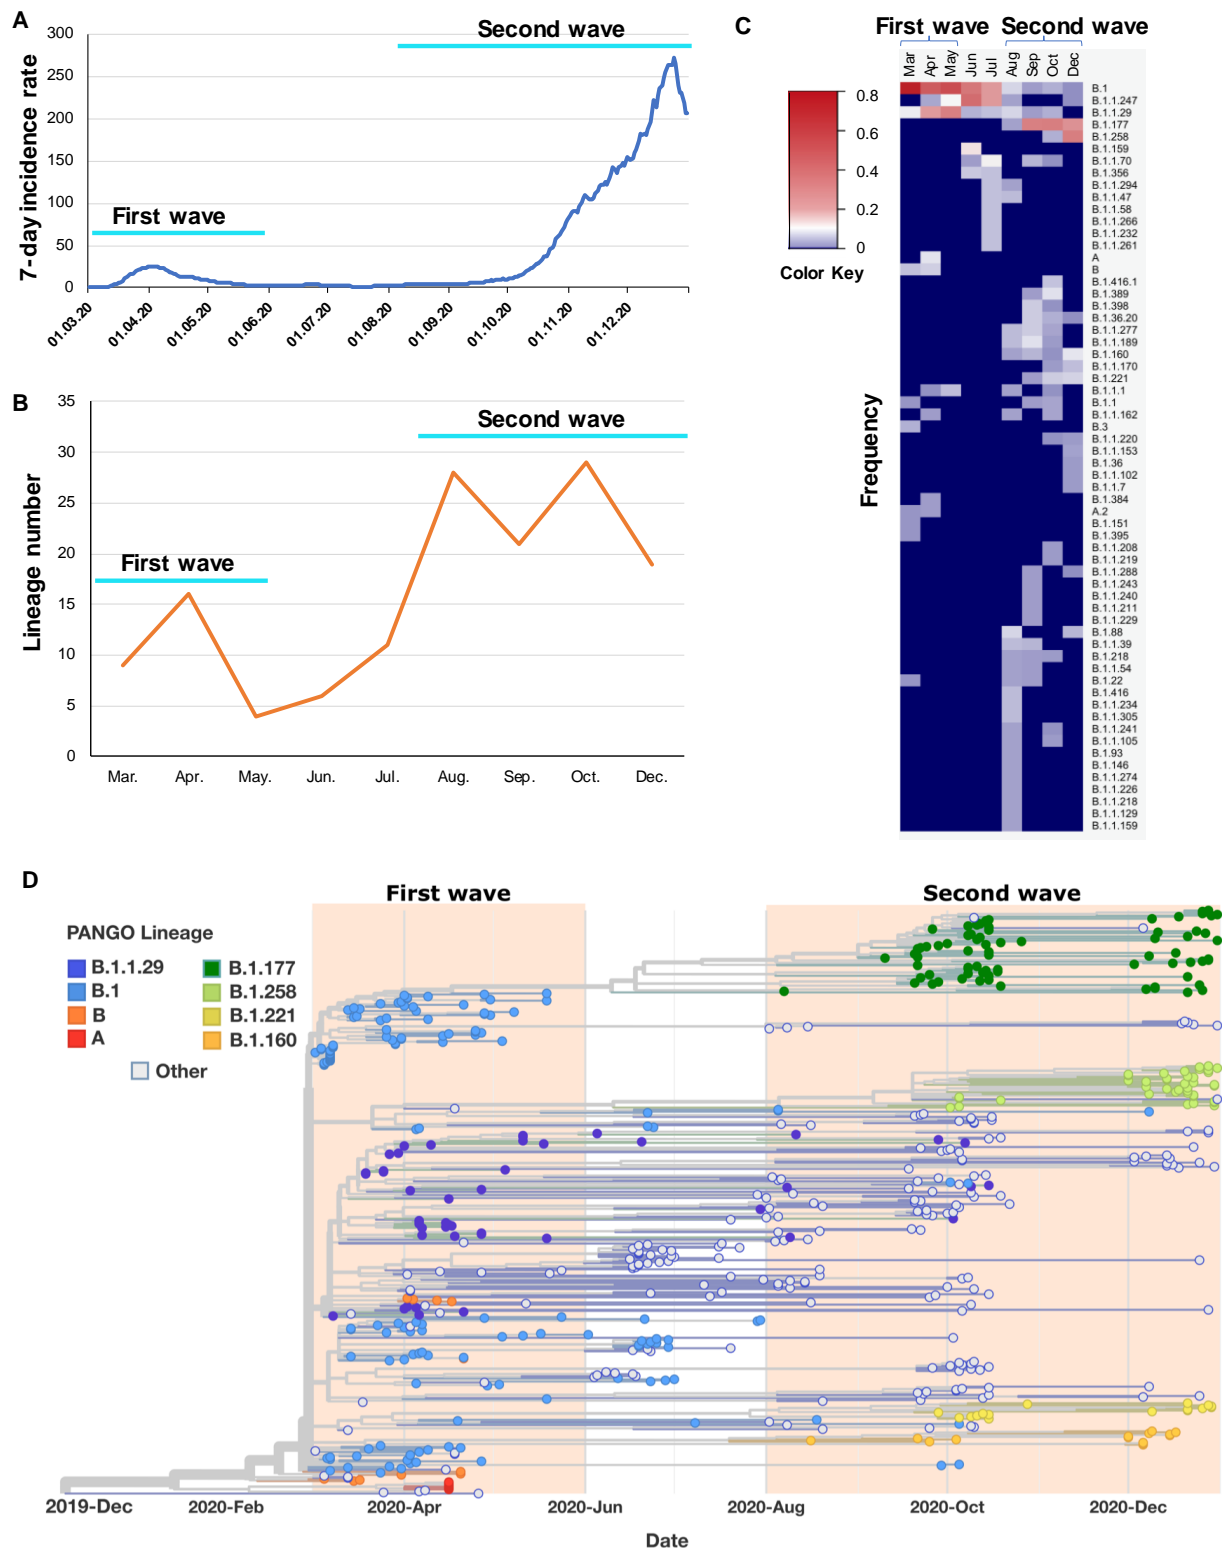 A
7-day incidence rate
300
250
200
150
100
50
0
First wave
Second wave
01.03.20
01.04.20
01.05.20
01.06.20
01.07.20
01.08.20
01.09.20
01.10.20
01.11.20
01.12.20
B
Lineage number
35
30
25
20
15
10
5
0
First wave
Second wave
Mar. Apr. May. Jun. Jul. Aug. Sep. Oct. Dec.
C
First wave Second wave
Mar Apr May Jun Jul Aug Sep Oct Dec
0.8
0.6
0.4
0.2
0
Color Key
Frequency
B.1
B.1.1.247
B.1.1.29
B.1.177
B.1.258
B.1.159
B.1.1.70
B.1.356
B.1.1.294
B.1.1.47
B.1.1.58
B.1.1.266
B.1.1.232
B.1.1.261
A
B
B.1.416.1
B.1.389
B.1.398
B.1.36.20
B.1.1.277
B.1.1.189
B.1.160
B.1.1.170
B.1.221
B.1.1.1
B.1.1
B.1.1.162
B.3
B.1.1.220
B.1.1.153
B.1.36
B.1.1.102
B.1.1.7
B.1.384
A.2
B.1.151
B.1.395
B.1.1.208
B.1.1.219
B.1.1.288
B.1.1.243
B.1.1.240
B.1.1.211
B.1.1.229
B.1.88
B.1.1.39
B.1.218
B.1.1.54
B.1.22
B.1.416
B.1.1.234
B.1.1.305
B.1.1.241
B.1.1.105
B.1.93
B.1.146
B.1.1.274
B.1.1.226
B.1.1.218
B.1.1.129
B.1.1.159
D
First wave Second wave
PANGO Lineage
B.1.1.29 B.1.177
B.1 B.1.258
B B.1.221
A B.1.160
Other
2019-Dec 2020-Feb 2020-Apr 2020-Jun 2020-Aug 2020-Oct 2020-Dec
Date